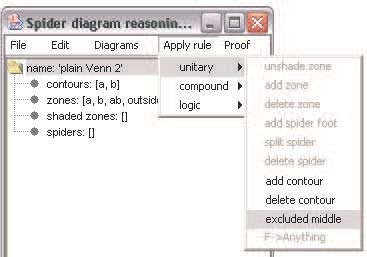 Spider diagram reasonin...
File Edit Diagrams Apply rule Proof
name: 'plain Venn 2'
contours: [a, b]
zones: [a, b, ab, outside
shaded zones: []
spiders: []
unitary
compound
logic
unshade zone
add zone
delete zone
add spider foot
split spider
delete spider
add contour
delete contour
excluded middle
F->Anything